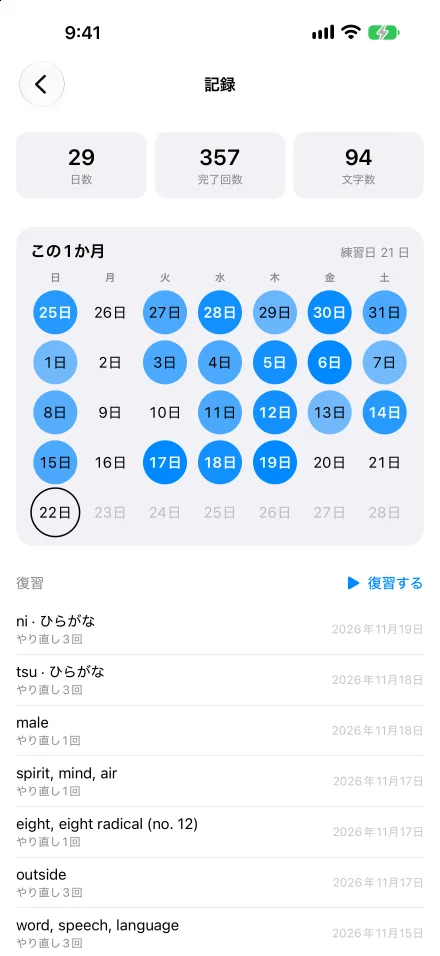 9:41
記録
29
日数
357
完了回数
94
文字数
この1か月
練習日 21 日
日 月 火 水 木 金 土
25日 26日 27日 28日 29日 30日 31日
1日 2日 3日 4日 5日 6日 7日
8日 9日 10日 11日 12日 13日 14日
15日 16日 17日 18日 19日 20日 21日
22日 23日 24日 25日 26日 27日 28日
復習
復習する
ni · ひらがな
やり直し3回
2026年11月19日
tsu · ひらがな
やり直し3回
2026年11月18日
male
やり直し1回
2026年11月18日
spirit, mind, air
やり直し1回
2026年11月17日
eight, eight radical (no. 12)
やり直し1回
2026年11月17日
outside
やり直し3回
2026年11月17日
word, speech, language
やり直し3回
2026年11月15日